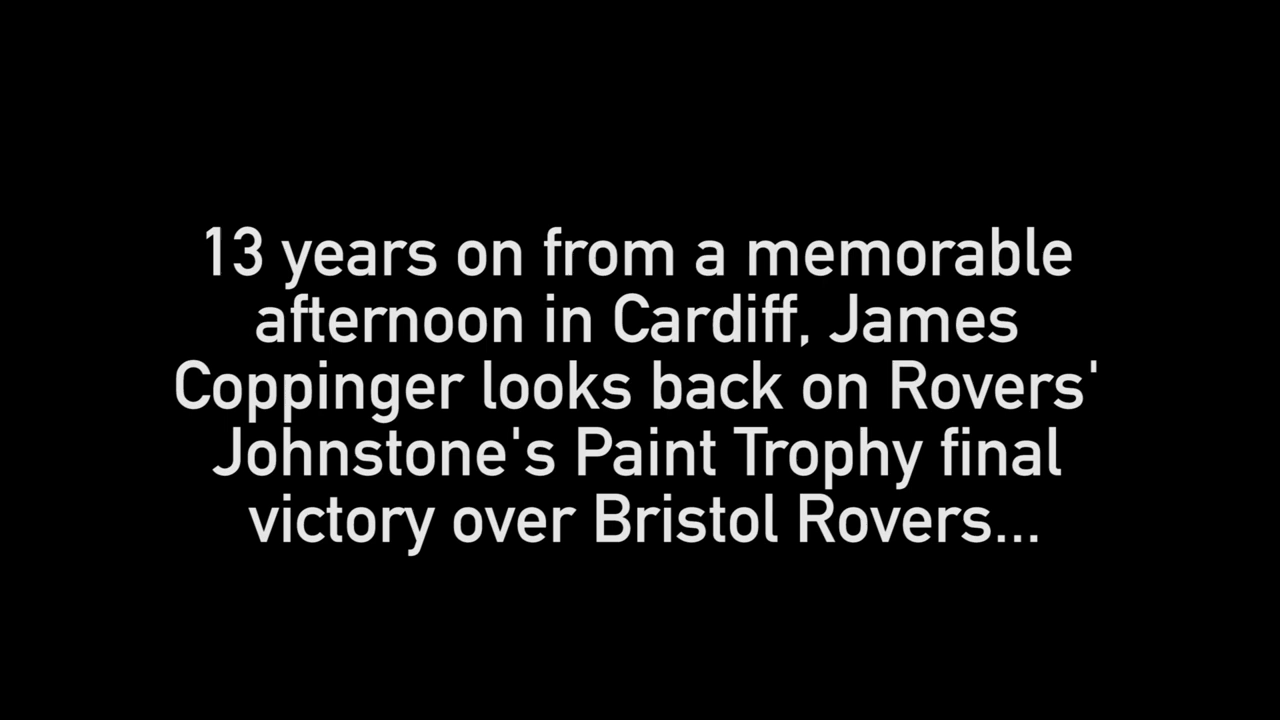 13 years on from a memorable
afternoon in Cardiff, James
Coppinger looks back on Rovers'
Johnstone's Paint Trophy final
victory over Bristol Rovers...